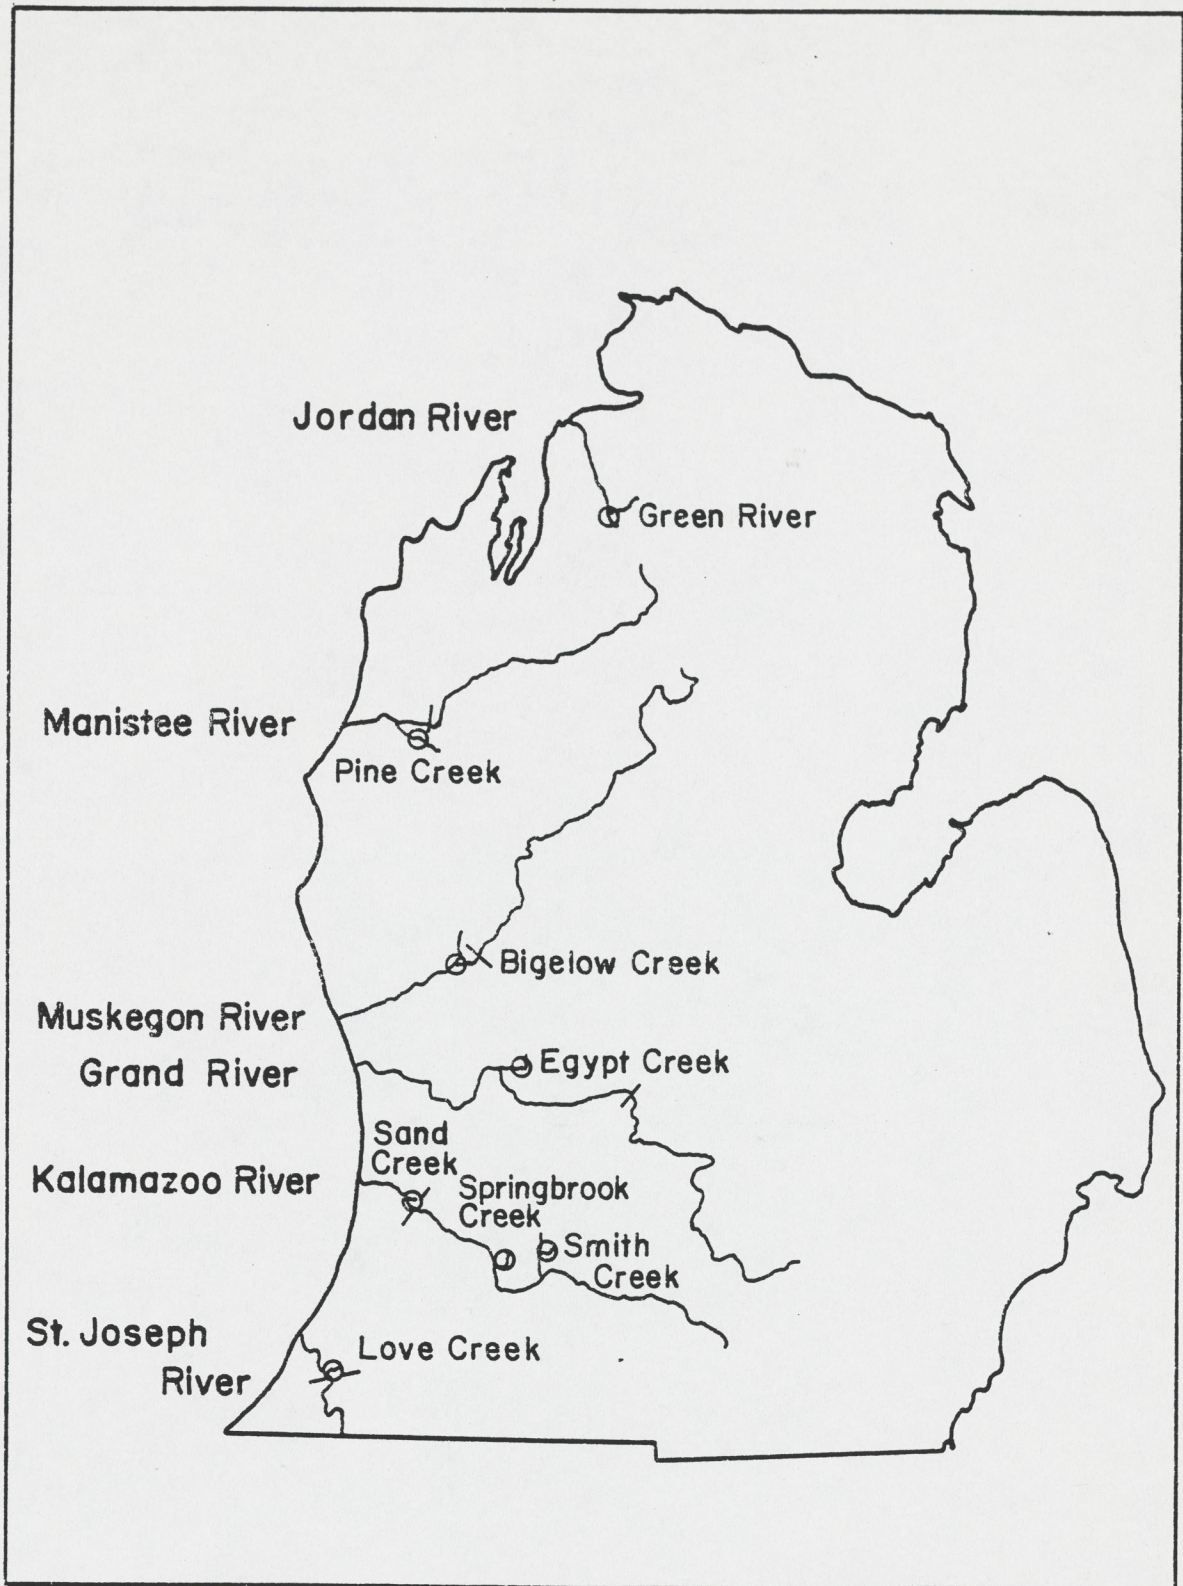 Jordan River
Green River
Manistee River
Pine Creek
Bigelow Creek
Muskegon River
Grand River
Egypt Creek
Sand
Creek
Kalamazoo River
Springbrook
Creek
Smith
Creek
St. Joseph
River
Love Creek